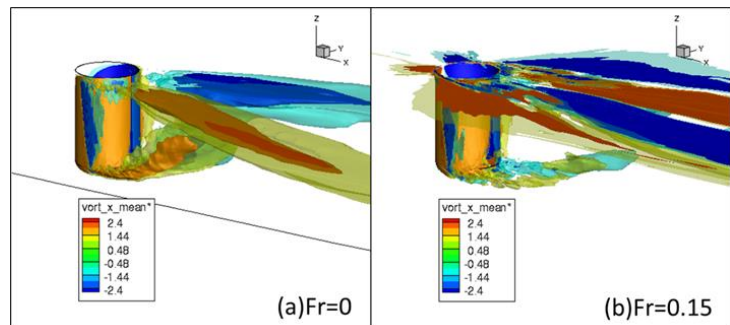 z
Y
X
vort_x_mean*
2.4
1.44
0.48
-0.48
-1.44
-2.4
(a)Fr=0
z
Y
X
vort_x_mean*
2.4
1.44
0.48
-0.48
-1.44
-2.4
(b)Fr=0.15